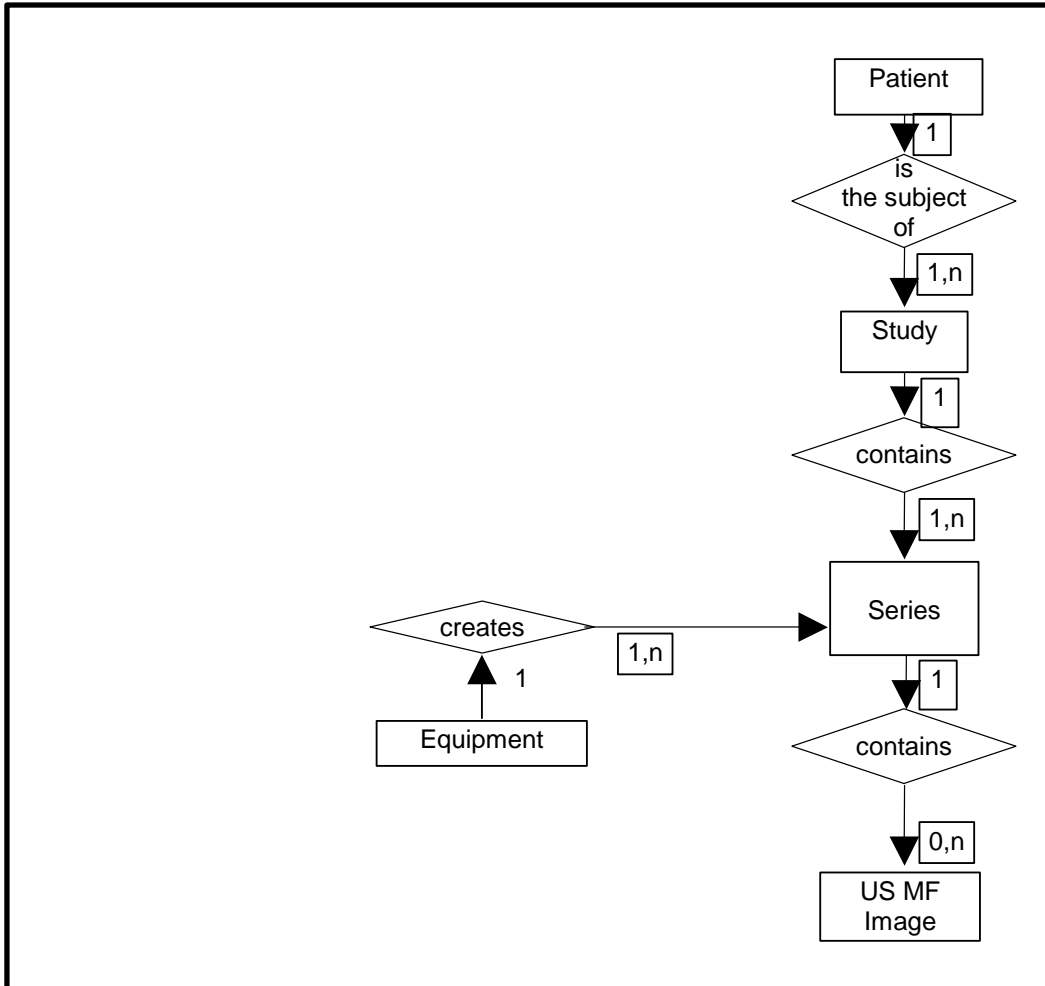 Patient
1
is
the subject
of
1,n
Study
1
contains
1,n
Series
creates
1,n
1
Equipment
1
contains
0,n
US MF
Image